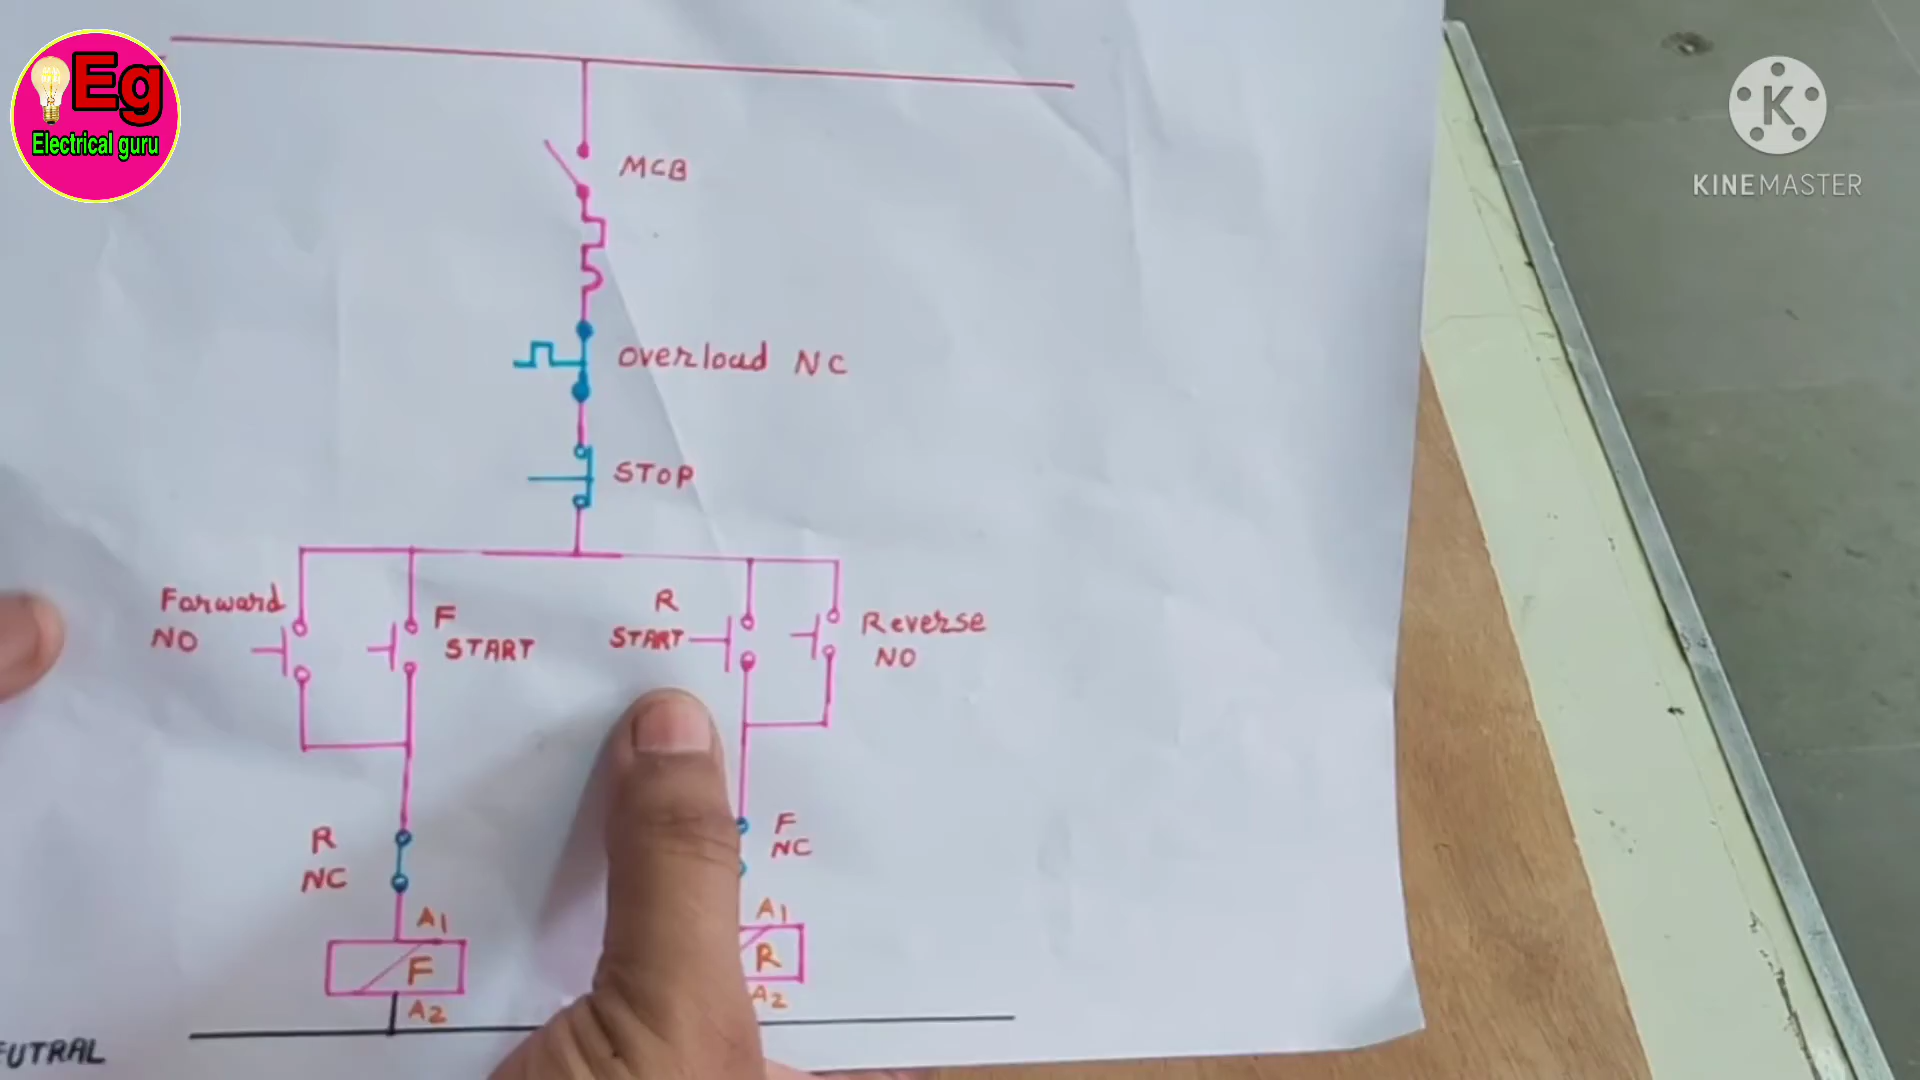 Eg
Electrical guru
KINEMASTER
K
MCB
overload NC
STOP
Forward
NO
F
START
R
START
Reverse
NO
R
NC
F
NC
A1
F
A2
A1
R
A2
EUTRAL